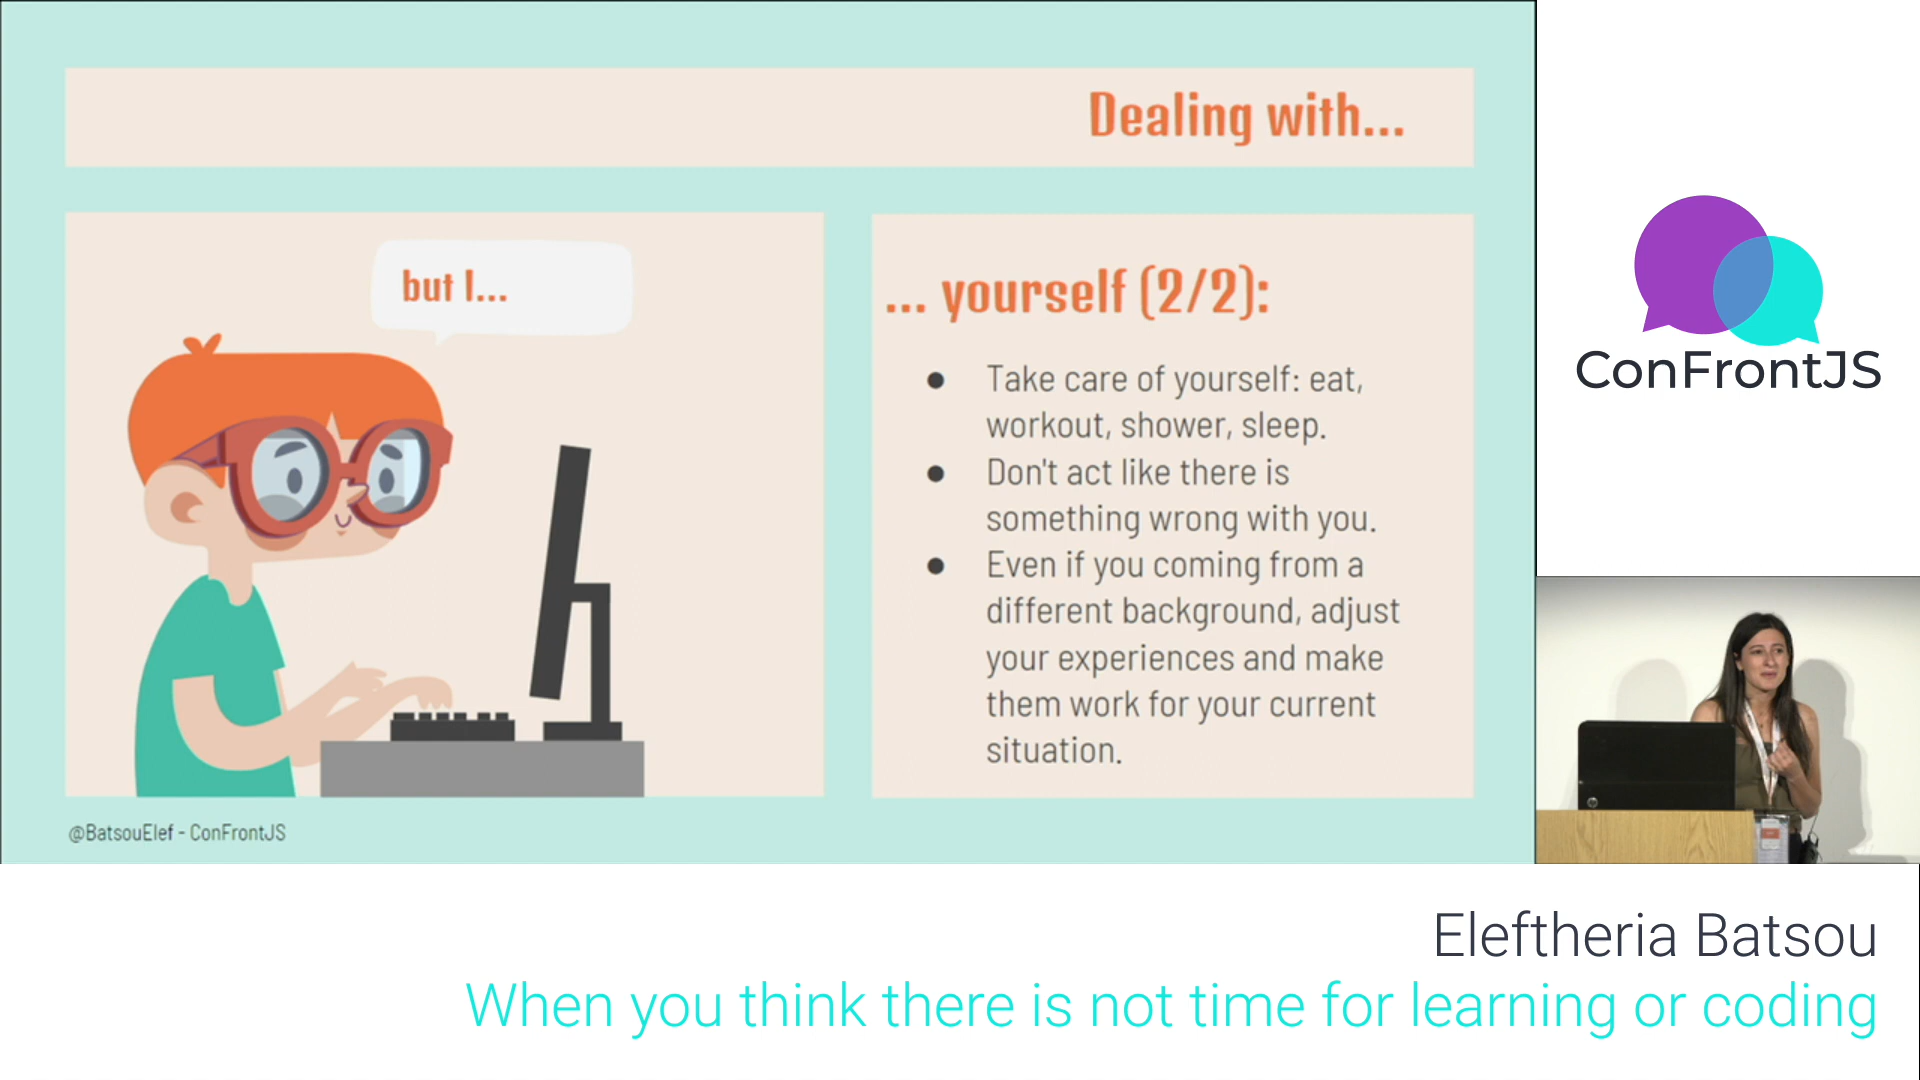 Dealing with...
but I...
... yourself (2/2):
● Take care of yourself: eat,
workout, shower, sleep.
● Don't act like there is
something wrong with you.
● Even if you coming from a
different background, adjust
your experiences and make
them work for your current
situation.
@BatsouElef - ConFrontJS
ConFrontJS
Eleftheria Batsou
When you think there is not time for learning or coding